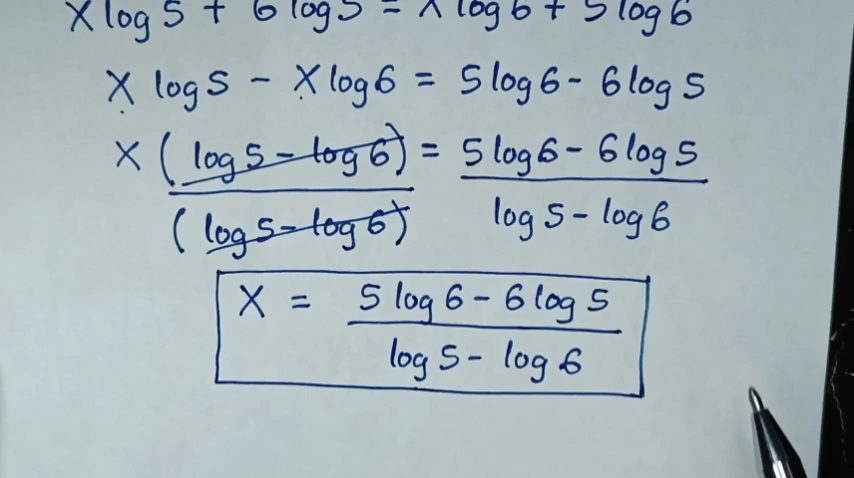 x log 5 + 6 log 5 = x log 6 + 5 log 6
x log 5 - x log 6 = 5 log 6 - 6 log 5
x (log 5 - log 6) = 5 log 6 - 6 log 5
(log 5 - log 6) log 5 - log 6
x = 5 log 6 - 6 log 5
log 5 - log 6